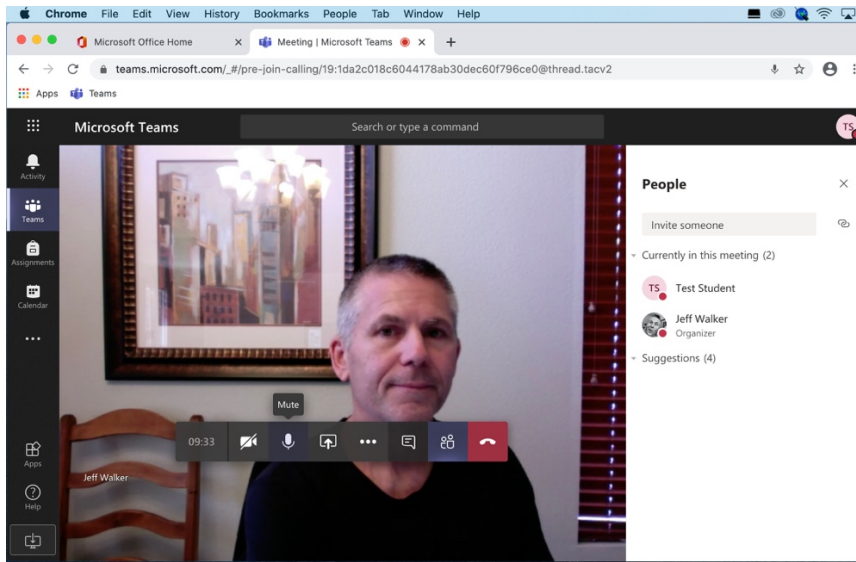 Chrome File Edit View History Bookmarks People Tab Window Help
Microsoft Office Home
Meeting | Microsoft Teams
teams.microsoft.com/_#/pre-join-calling/19:1da2c018c6044178ab30dec60f796ce0@thread.tacv2
Apps Teams
Microsoft Teams
Search or type a command
TS
Activity
Teams
Assignments
Calendar
Apps
Help
Mute
09:33
Jeff Walker
People
Invite someone
Currently in this meeting (2)
TS Test Student
Jeff Walker
Organizer
Suggestions (4)